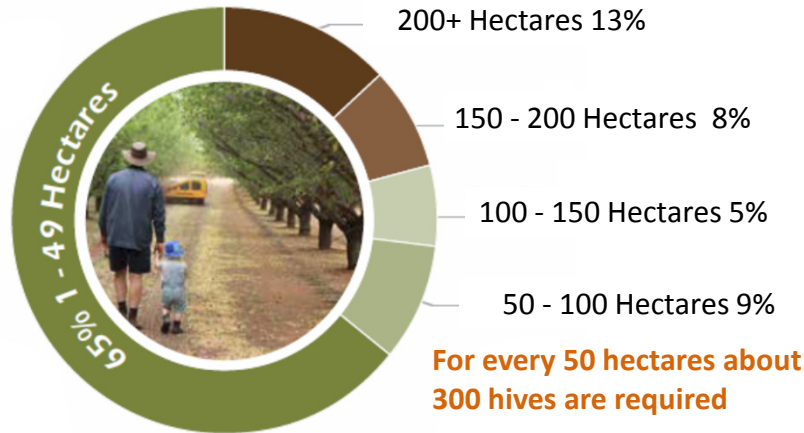 200+ Hectares 13%
150 - 200 Hectares 8%
100 - 150 Hectares 5%
50 - 100 Hectares 9%
65% 1 - 49 Hectares
For every 50 hectares about
300 hives are required